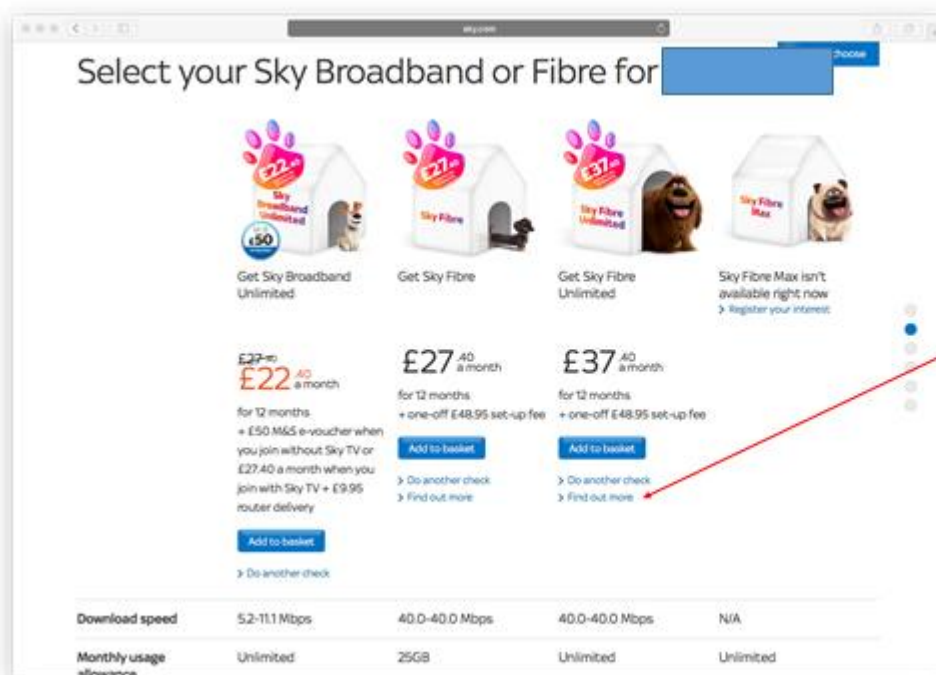 sky.com
choose
Select your Sky Broadband or Fibre for
£22.40
Sky
Broadband
Unlimited
£50
£27.40
Sky Fibre
£37.40
Sky Fibre
Unlimited
Sky Fibre
Max
Get Sky Broadband
Unlimited
Get Sky Fibre
Get Sky Fibre
Unlimited
Sky Fibre Max isn't
available right now
> Register your interest
£27.40
£22.40 a month
for 12 months
+ £50 M&S e-voucher when
you join without Sky TV or
£27.40 a month when you
join with Sky TV + £9.95
router delivery
Add to basket
> Do another check
£27.40 a month
for 12 months
+ one-off £48.95 set-up fee
Add to basket
> Do another check
> Find out more
£37.40 a month
for 12 months
+ one-off £48.95 set-up fee
Add to basket
> Do another check
> Find out more
Download speed 5.2-11.1 Mbps 40.0-40.0 Mbps 40.0-40.0 Mbps N/A
Monthly usage Unlimited 25GB Unlimited Unlimited
allowance